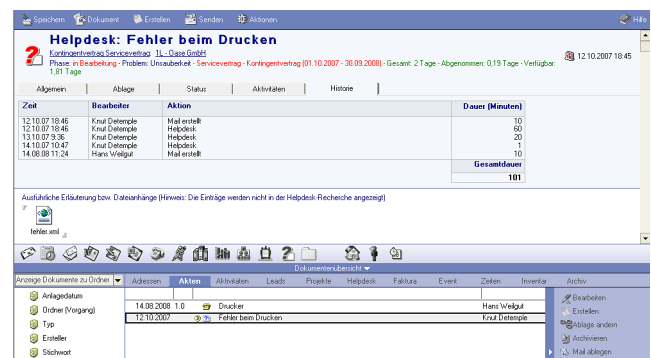 Speichern Dokument Erstellen Senden Aktionen Hilfe
Helpdesk: Fehler beim Drucken
Kontingentvertrag Servicevertrag: 1L - Oase GmbH
12.10.2007 18:45
Phase: in Bearbeitung - Problem: Unsauberkeit - Servicevertrag - Kontingentvertrag (01.10.2007 - 30.09.2008) - Gesamt: 2 Tage - Abgenommen: 0,19 Tage - Verfügbar:
1,81 Tage
Allgemein Ablage Status Aktivitäten Historie
Zeit Bearbeiter Aktion Dauer (Minuten)
12.10.07 18:46 Knut Detemple Mail erstellt 10
12.10.07 18:46 Knut Detemple Helpdesk 60
13.10.07 9:36 Knut Detemple Helpdesk 20
14.10.07 10:47 Knut Detemple Helpdesk 1
14.08.08 11:24 Hans Weilgut Mail erstellt 10
Gesamtdauer
101
Ausführliche Erläuterung bzw. Dateianhänge (Hinweis: Die Einträge werden nicht in der Helpdesk-Recherche angezeigt)
fehler.xml
Dokumentenübersicht
Anzeige Dokumente zu Ordner Adressen Akten Aktivitäten Leads Projekte Helpdesk Faktura Event Zeiten Inventar Archiv
Anlagedatum
Ordner (Vorgang)
Typ
Ersteller
Stichwort
14.08.2008 1.0 Drucker Hans Weilgut
12.10.2007 Fehler beim Drucken Knut Detemple
Bearbeiten
Erstellen
Ablage ändern
Archivieren
Mail ablegen